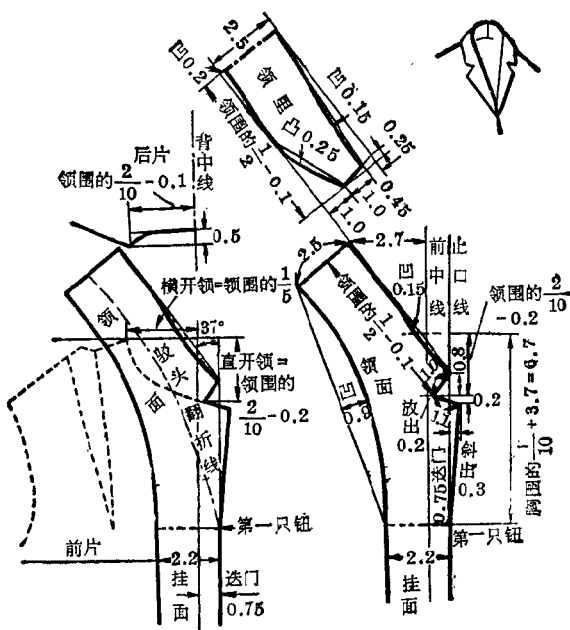 2.5
凹0.2
领里
凸0.25
凹0.15
0.25
0.45
1.0
1.0
领围的1/2-0.1
背中线
后片
领围的2/10-0.1
0.5
横开领=领围的1/5
37°
直开领=
领围的
2/10-0.2
领面
驳头
翻折线
第一只钮
前片
2.2
挂面
迭门
0.75
2.5
2.7
前中线
止口线
凹
0.15
领围的2/10
-0.2
领围的1/2-0.1
领面
凹
0.9
0.8
0.2
放出
0.2
0.75迭门
斜出
0.3
胸围的1/10+3.7=6.7
第一只钮
2.2
挂面